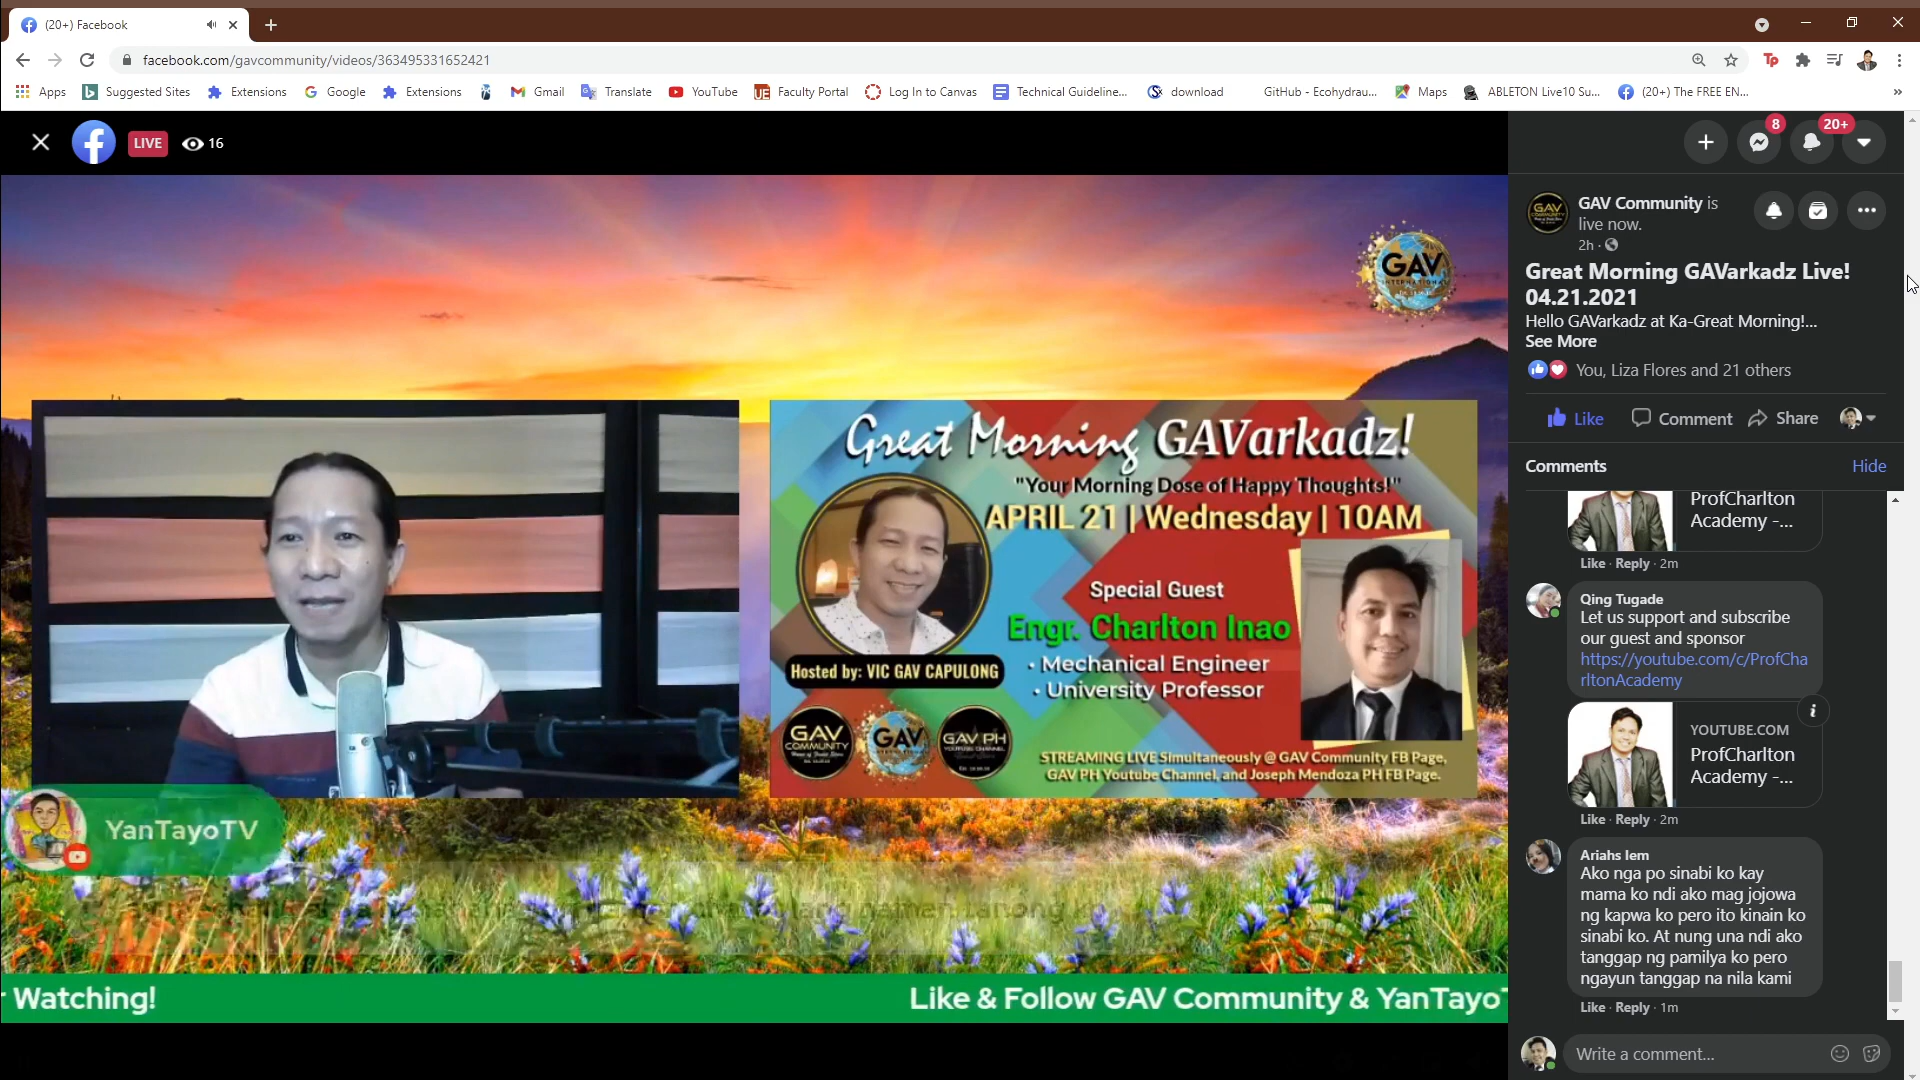 (20+) Facebook
facebook.com/gavcommunity/videos/363495331652421
Apps
Suggested Sites
Extensions
Google
Extensions
Gmail
Translate
YouTube
Faculty Portal
Log In to Canvas
Technical Guideline...
download
GitHub - Ecohydrau...
Maps
ABLETON Live10 Su...
(20+) The FREE EN...
LIVE
16
8
20+
GAV
INTERNATIONAL
Great Morning GAVarkadz!
"Your Morning Dose of Happy Thoughts!"
APRIL 21 | Wednesday | 10AM
Special Guest
Engr. Charlton Inao
• Mechanical Engineer
• University Professor
Hosted by: VIC GAV CAPULONG
GAV
COMMUNITY
GAV
GAV PH
YOUTUBE CHANNEL
STREAMING LIVE Simultaneously @ GAV Community FB Page,
GAV PH Youtube Channel, and Joseph Mendoza PH FB Page.
YanTayoTV
r Watching!
Like & Follow GAV Community & YanTayoT
GAV Community is
live now.
2h ·
Great Morning GAVarkadz Live!
04.21.2021
Hello GAVarkadz at Ka-Great Morning!...
See More
You, Liza Flores and 21 others
Like
Comment
Share
Comments
Hide
ProfCharlton
Academy -...
Like · Reply · 2m
Qing Tugade
Let us support and subscribe
our guest and sponsor
https://youtube.com/c/ProfCha
rltonAcademy
YOUTUBE.COM
ProfCharlton
Academy -...
Like · Reply · 2m
Ariahs Iem
Ako nga po sinabi ko kay
mama ko ndi ako mag jojowa
ng kapwa ko pero ito kinain ko
sinabi ko. At nung una ndi ako
tanggap ng pamilya ko pero
ngayun tanggap na nila kami
Like · Reply · 1m
Write a comment...